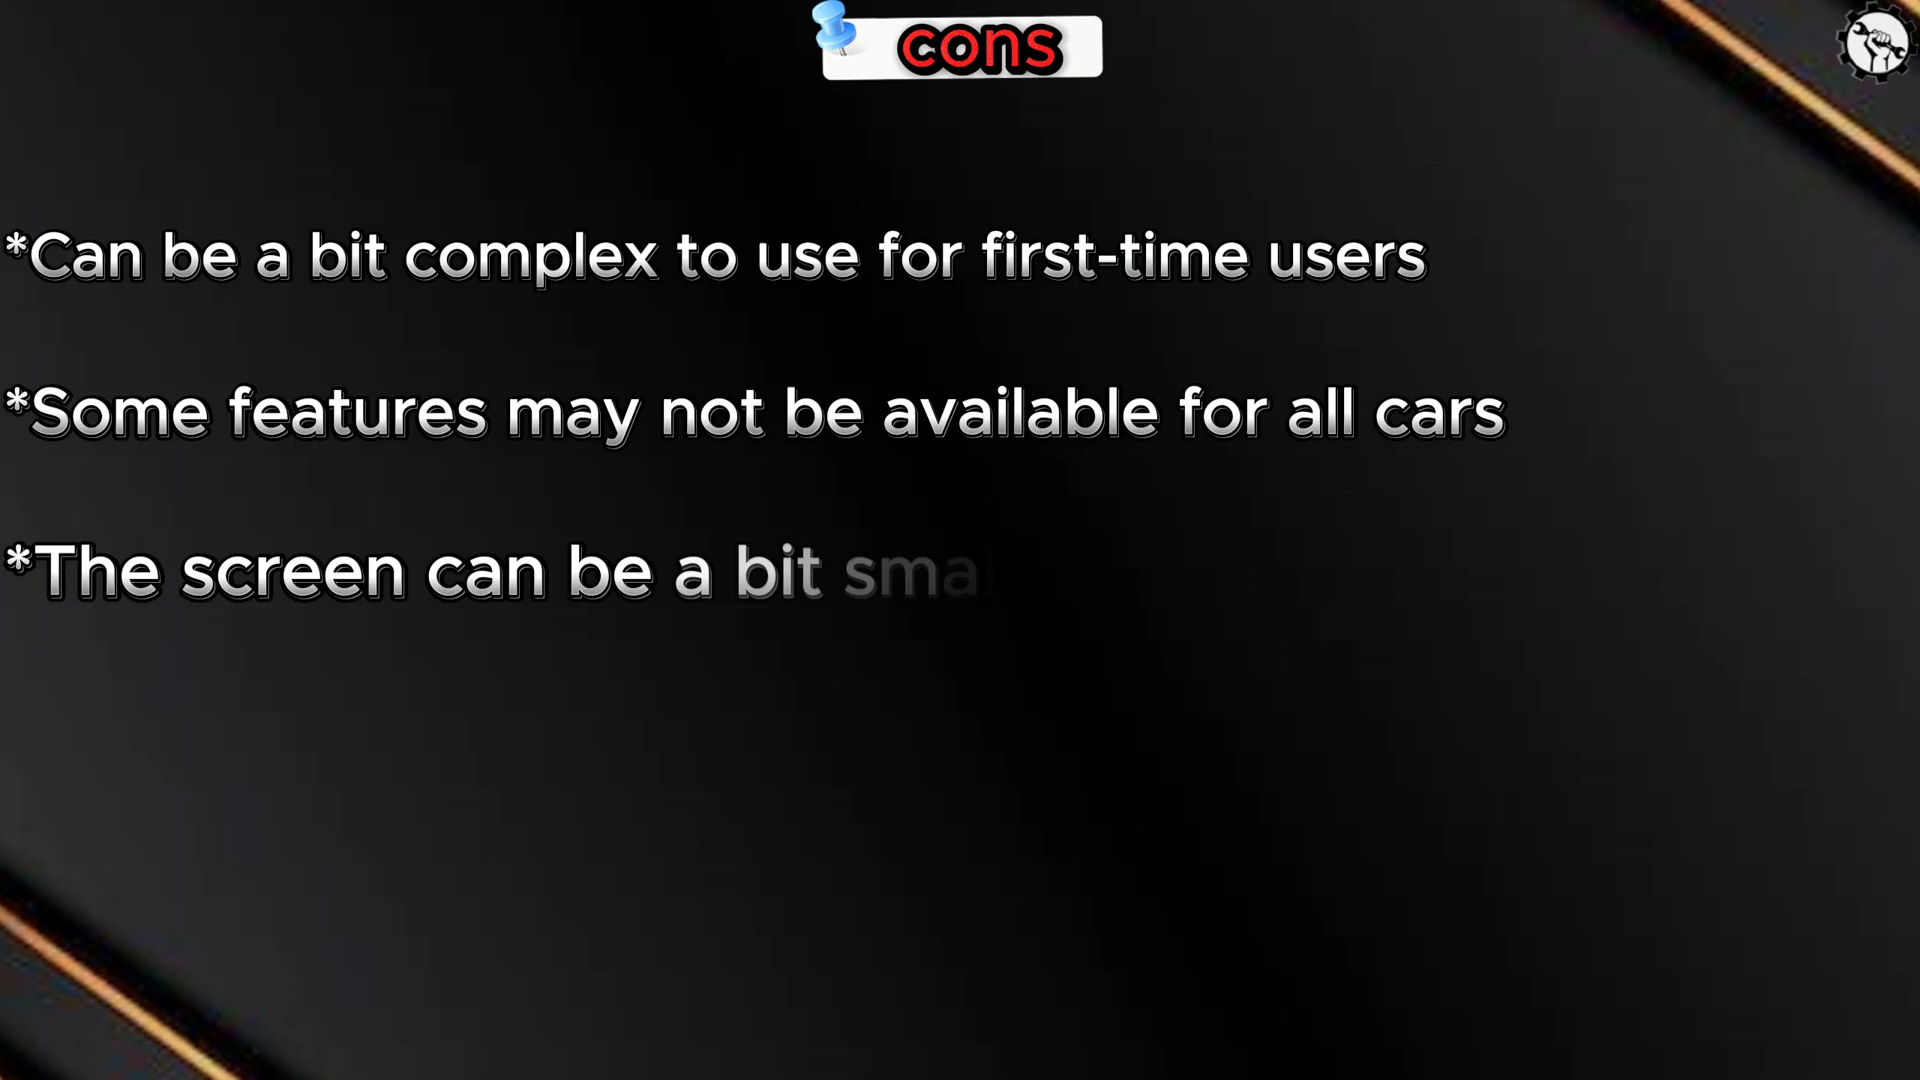 cons
*Can be a bit complex to use for first-time users
*Some features may not be available for all cars
*The screen can be a bit